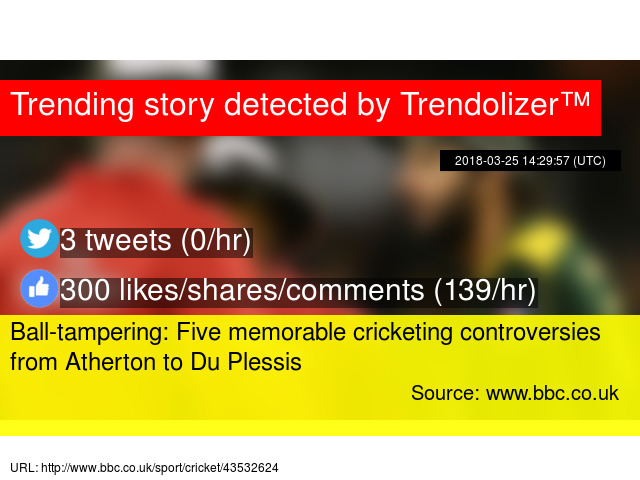 Trending story detected by Trendolizer™
2018-03-25 14:29:57 (UTC)
3 tweets (0/hr)
300 likes/shares/comments (139/hr)
Ball-tampering: Five memorable cricketing controversies
from Atherton to Du Plessis
Source: www.bbc.co.uk
URL: http://www.bbc.co.uk/sport/cricket/43532624